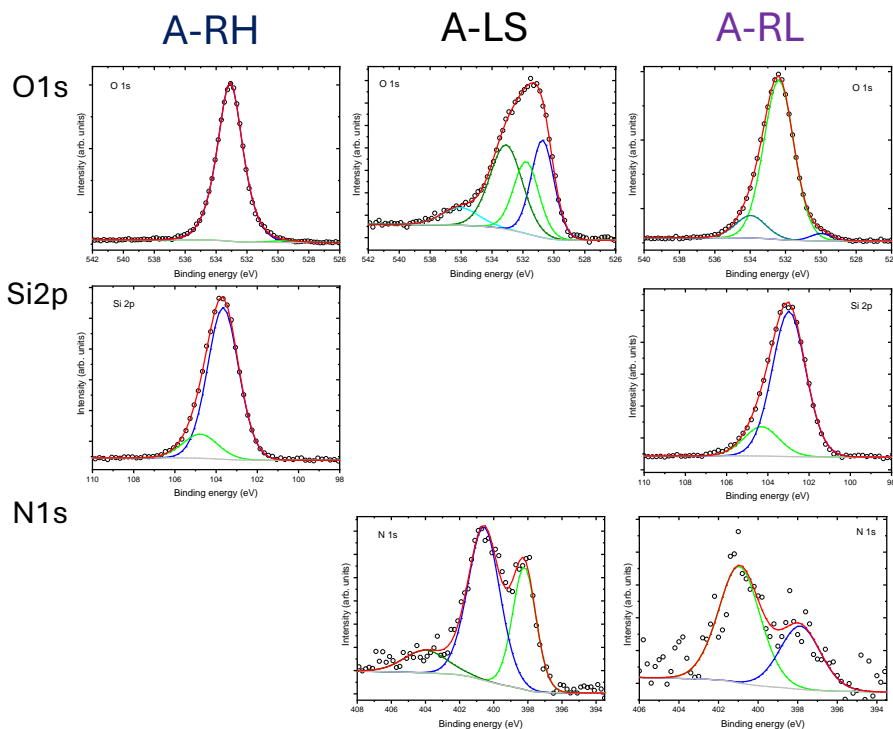 A-RH A-LS A-RL
O1s
O 1s
Intensity (arb. units)
542 540 538 536 534 532 530 528 526
Binding energy (eV)
O 1s
Intensity (arb. units)
542 540 538 536 534 532 530 528 526
Binding energy (eV)
O 1s
Intensity (arb. units)
540 538 536 534 532 530 528 526
Binding energy (eV)
Si2p
Si 2p
Intensity (arb. units)
110 108 106 104 102 100 98
Binding energy (eV)
Si 2p
Intensity (arb. units)
110 108 106 104 102 100 98
Binding energy (eV)
N1s
N 1s
Intensity (arb. units)
408 406 404 402 400 398 396 394
Binding energy (eV)
N 1s
Intensity (arb. units)
406 404 402 400 398 396 394
Binding energy (eV)